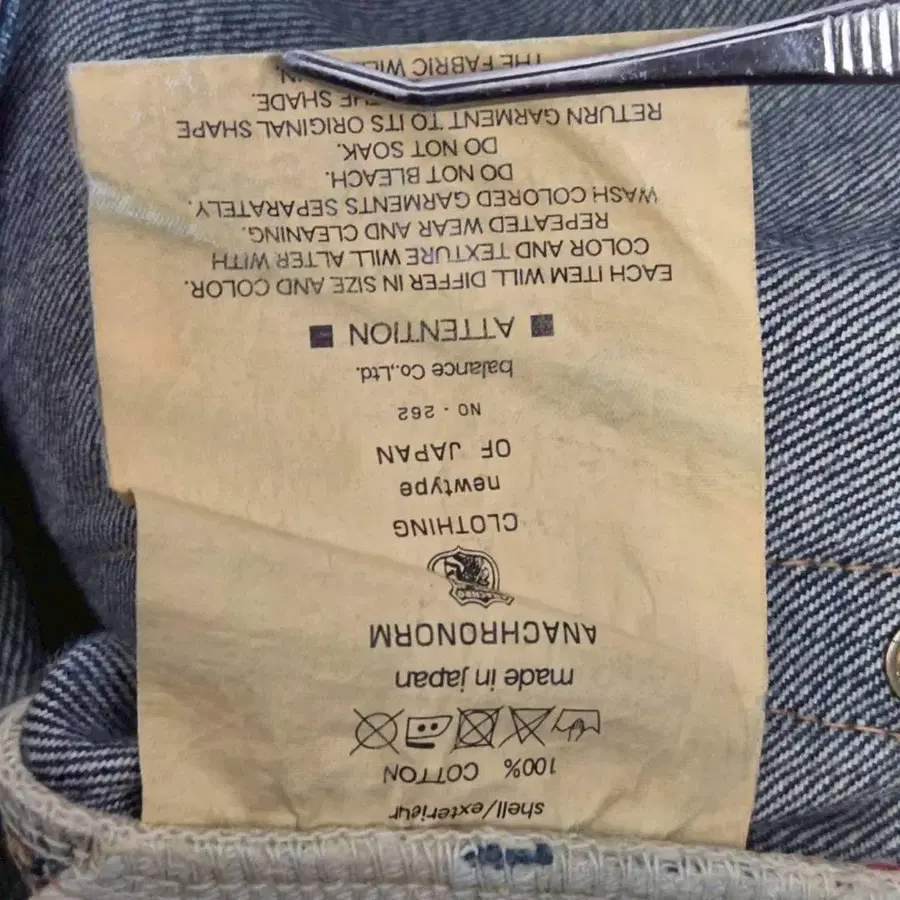 shell/exterieur
100% COTTON
made in japan
ANACHRONORM
CLOTHING
newtype
OF JAPAN
NO - 262
balance Co.,Ltd.
■ ATTENTION ■
EACH ITEM WILL DIFFER IN SIZE AND COLOR.
COLOR AND TEXTURE WILL ALTER WITH
REPEATED WEAR AND CLEANING.
WASH COLORED GARMENTS SEPARATELY.
DO NOT BLEACH.
DO NOT SOAK.
RETURN GARMENT TO ITS ORIGINAL SHAPE
THE SHADE.
THE FABRIC